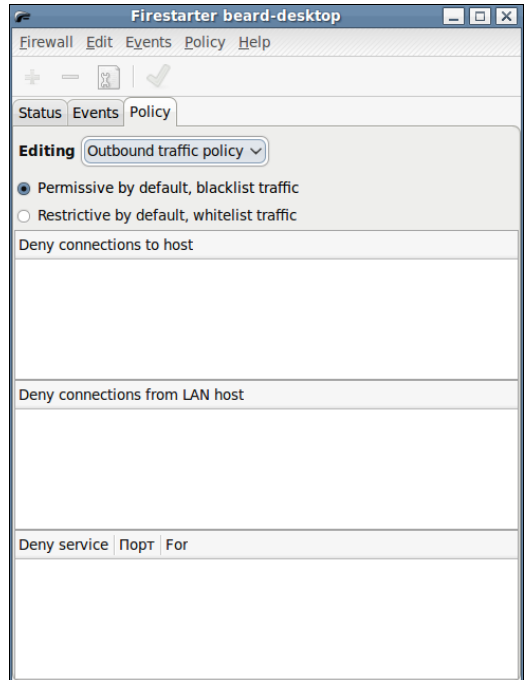 Firestarter beard-desktop
Firewall Edit Events Policy Help
Status Events Policy
Editing Outbound traffic policy
Permissive by default, blacklist traffic
Restrictive by default, whitelist traffic
Deny connections to host
Deny connections from LAN host
Deny service Порт For